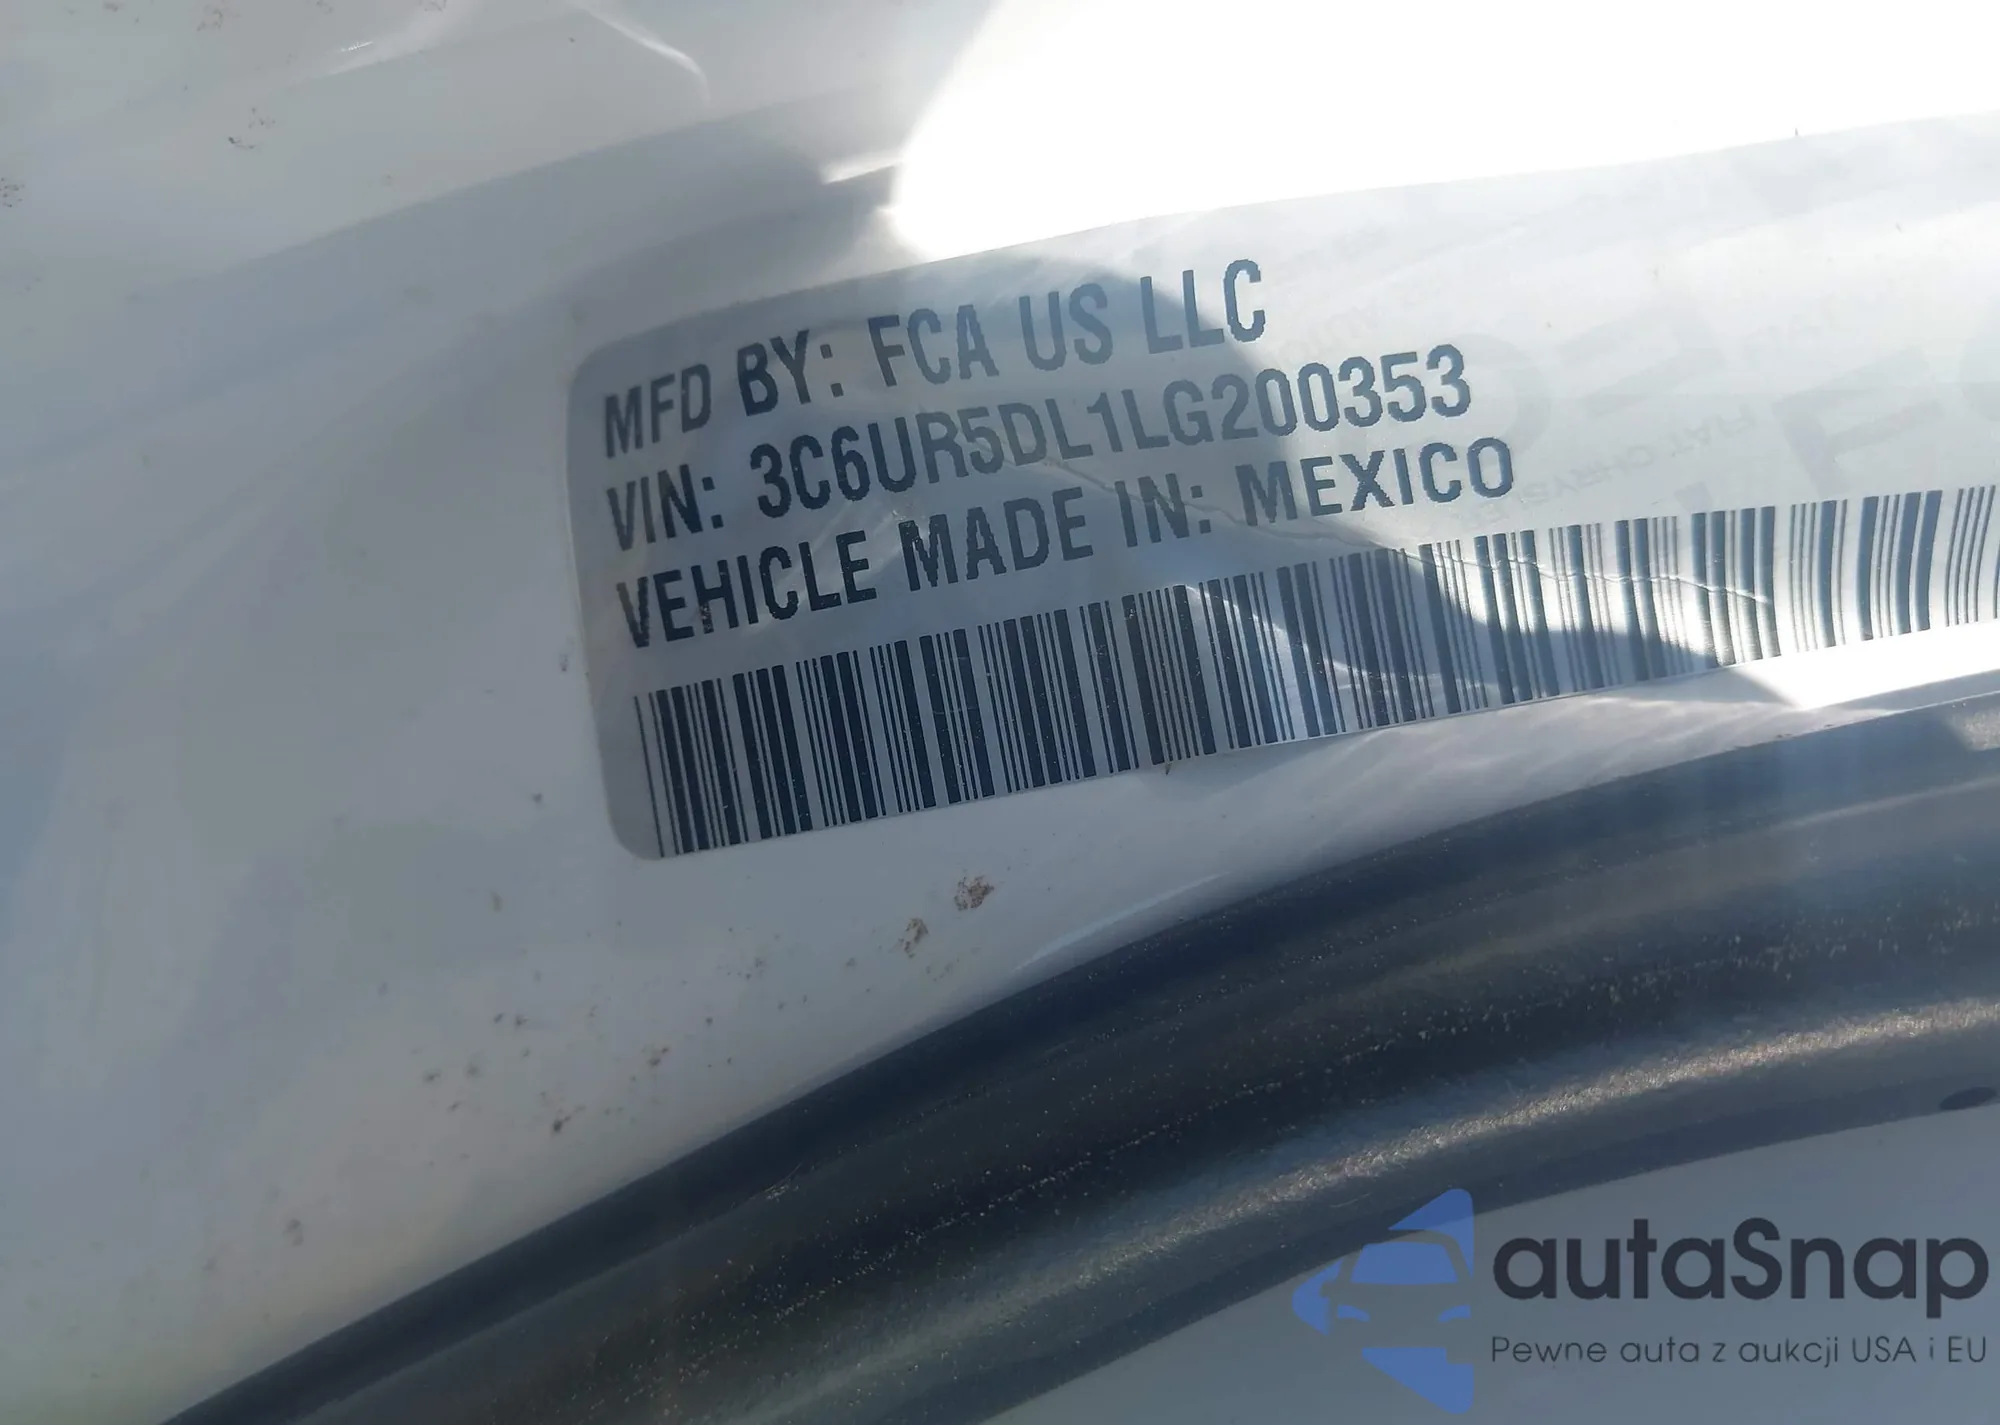 MFD BY: FCA US LLC
VIN: 3C6UR5DL1LG200353
VEHICLE MADE IN: MEXICO
autaSnap
Pewne auta z aukcji USA i EU